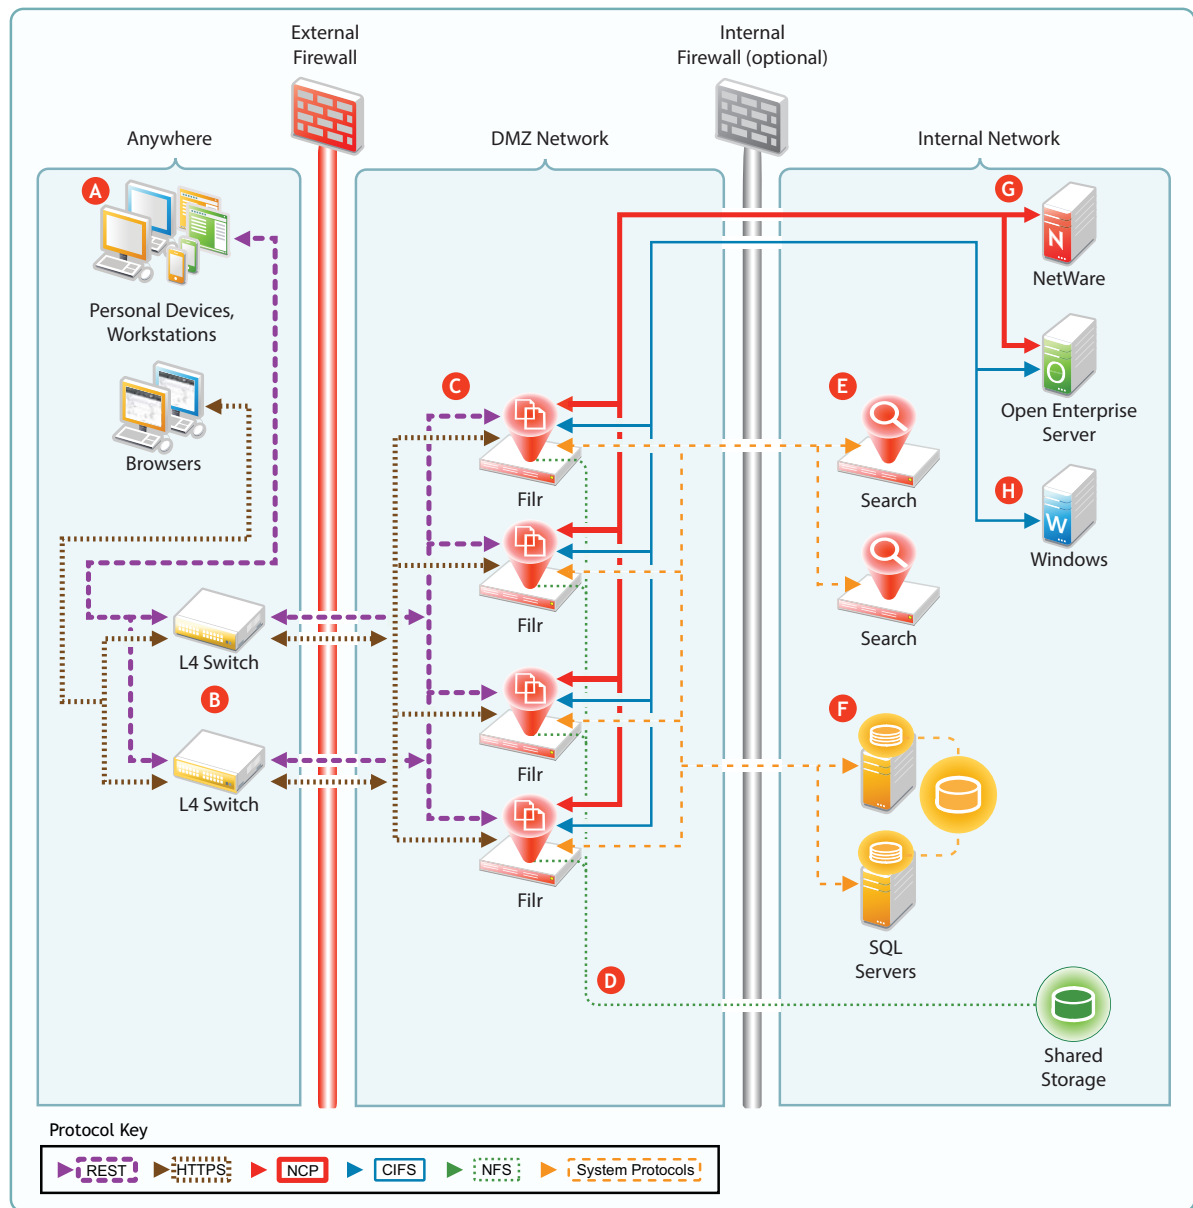 External
Firewall
Internal
Firewall (optional)
Anywhere
DMZ Network
Internal Network
A
G
N
NetWare
Personal Devices,
Workstations
O
Open Enterprise
Server
C
E
Browsers
Filr
Search
H
W
Windows
Filr
Search
L4 Switch
B
F
Filr
L4 Switch
Filr
SQL
Servers
D
Shared
Storage
Protocol Key
REST
HTTPS
NCP
CIFS
NFS
System Protocols